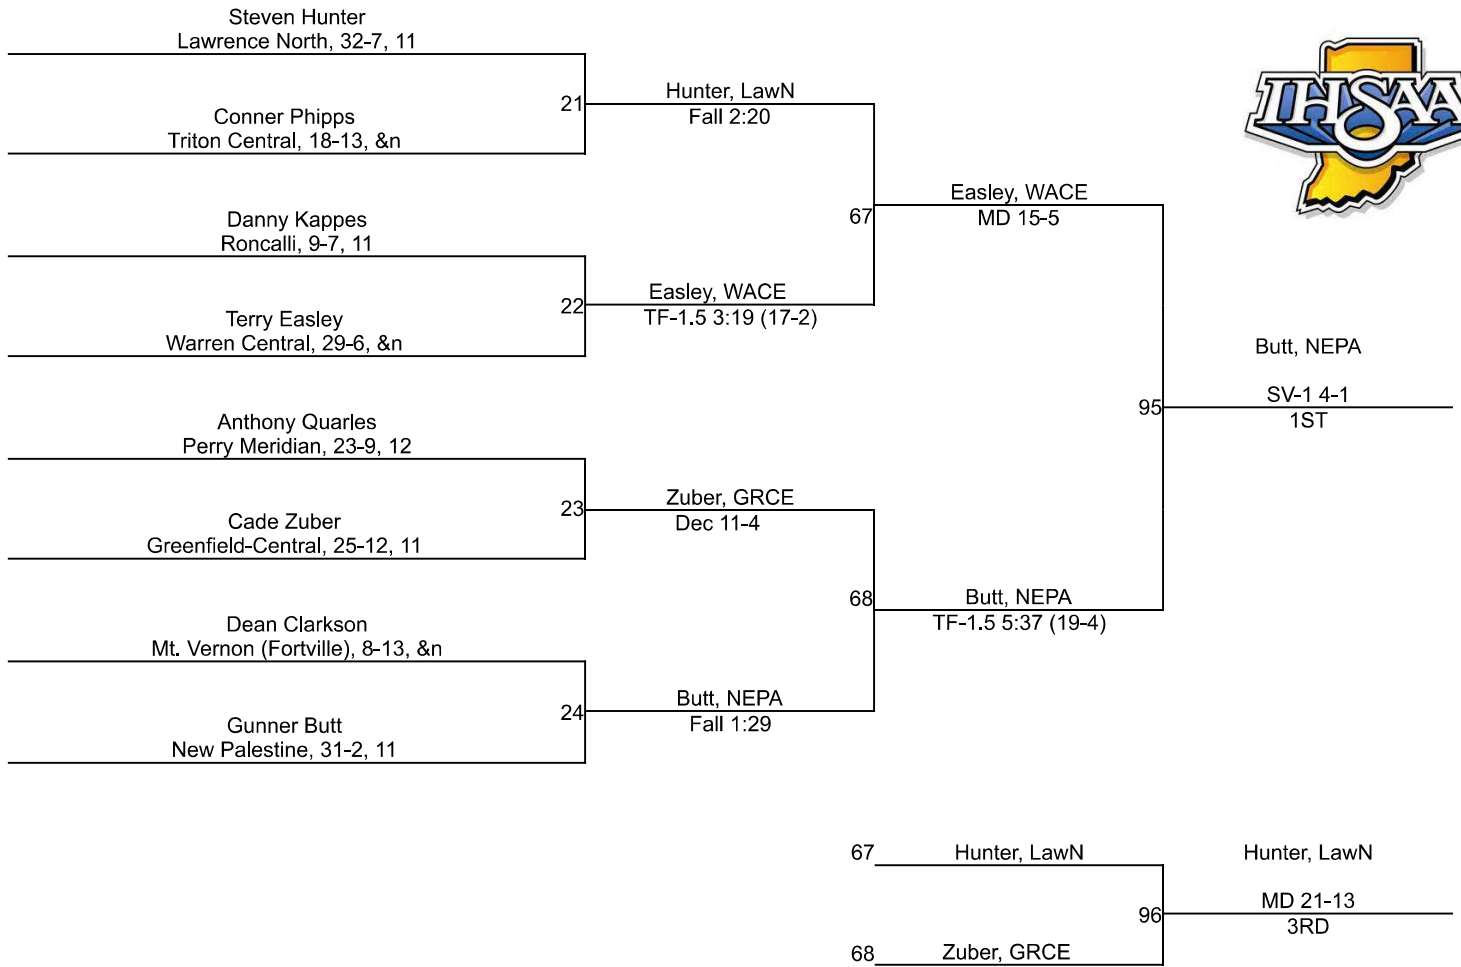 Steven Hunter
Lawrence North, 32-7, 11
Conner Phipps
Triton Central, 18-13, &n
Danny Kappes
Roncalli, 9-7, 11
Terry Easley
Warren Central, 29-6, &n
Anthony Quarles
Perry Meridian, 23-9, 12
Cade Zuber
Greenfield-Central, 25-12, 11
Dean Clarkson
Mt. Vernon (Fortville), 8-13, &n
Gunner Butt
New Palestine, 31-2, 11
21
Hunter, LawN
Fall 2:20
22
Easley, WACE
TF-1.5 3:19 (17-2)
23
Zuber, GRCE
Dec 11-4
24
Butt, NEPA
Fall 1:29
67
Easley, WACE
MD 15-5
68
Butt, NEPA
TF-1.5 5:37 (19-4)
IHSAA
95
Butt, NEPA
SV-1 4-1
1ST
67
Hunter, LawN
68
Zuber, GRCE
96
Hunter, LawN
MD 21-13
3RD